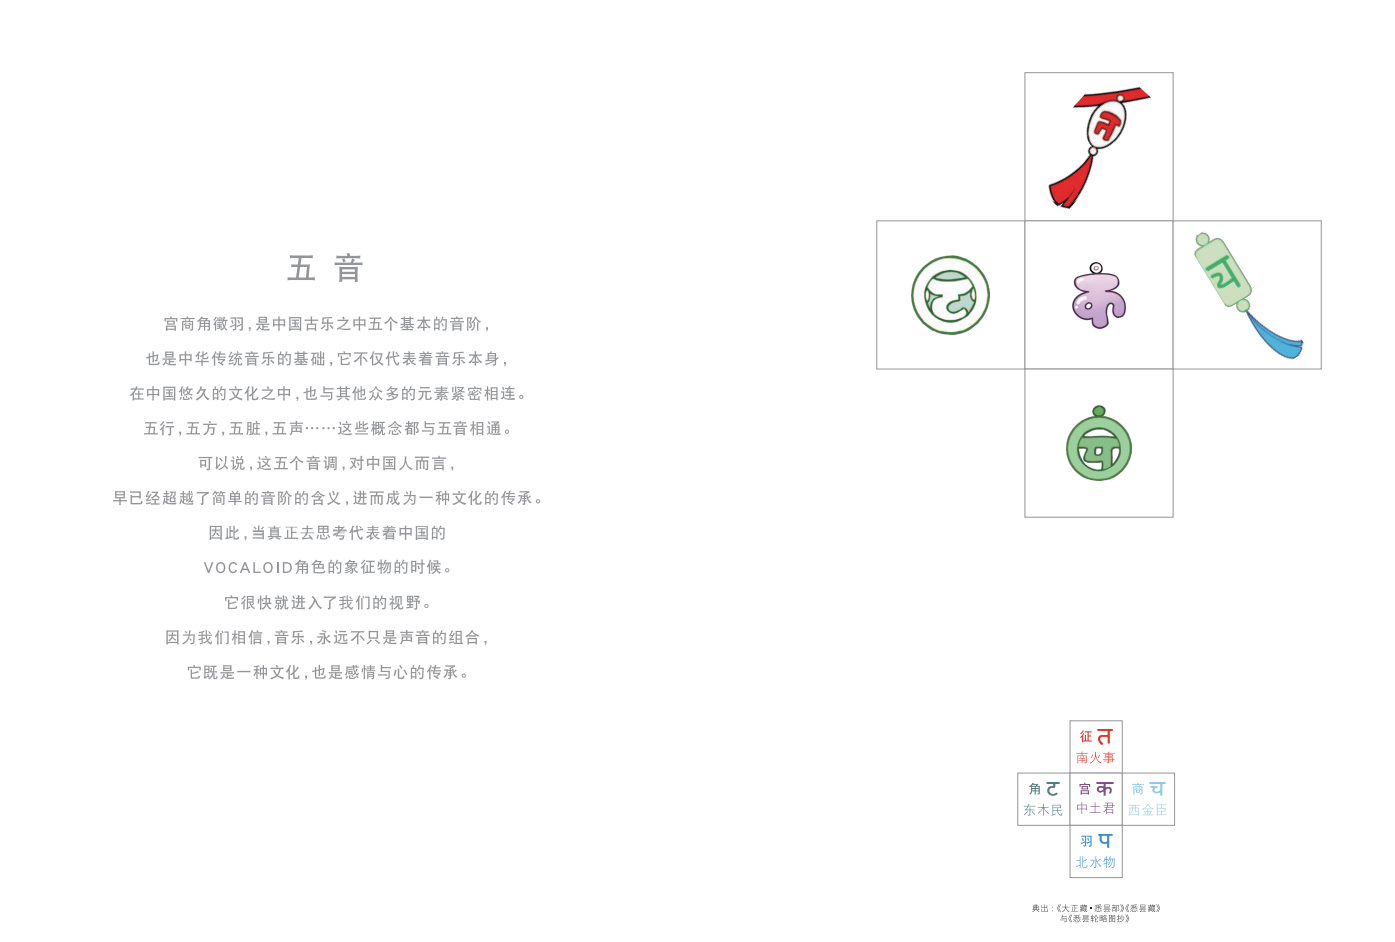 五 音
宫商角徵羽,是中国古乐之中五个基本的音阶,
也是中华传统音乐的基础,它不仅代表着音乐本身,
在中国悠久的文化之中,也与其他众多的元素紧密相连。
五行,五方,五脏,五声……这些概念都与五音相通。
可以说,这五个音调,对中国人而言,
早已经超越了简单的音阶的含义,进而成为一种文化的传承。
因此,当真正去思考代表着中国的
VOCALOID角色的象征物的时候。
它很快就进入了我们的视野。
因为我们相信,音乐,永远不只是声音的组合,
它既是一种文化,也是感情与心的传承。
त
ट
क
च
प
征 त
南火事
角 ट
东木民
宫 क
中土君
商 च
西金臣
羽 प
北水物
典出:《大正藏•悉昙部》《悉昙藏》
与《悉昙轮略图抄》